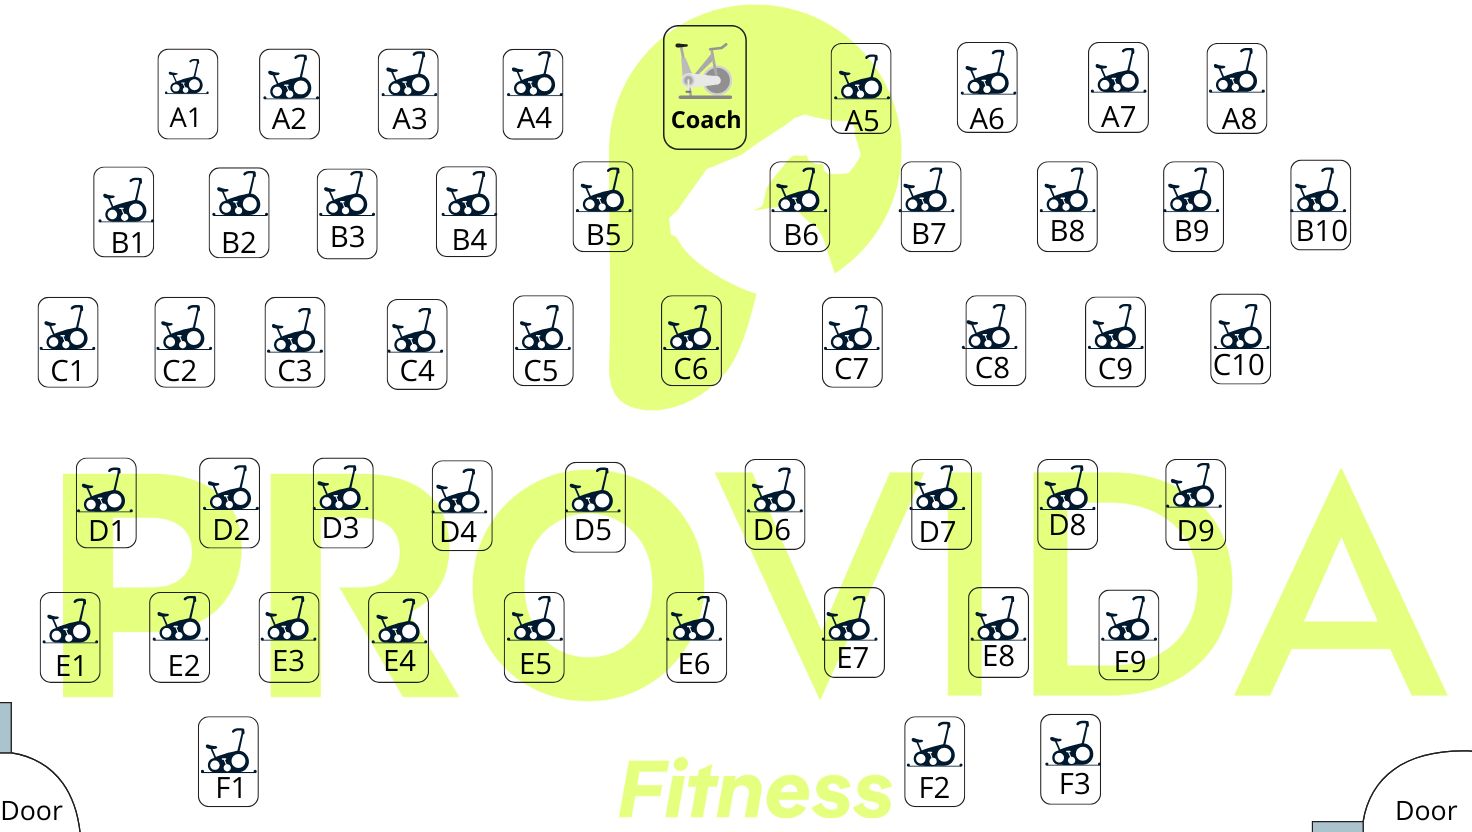 A1 A2 A3 A4 Coach A5 A6 A7 A8
B1 B2 B3 B4 B5 B6 B7 B8 B9 B10
C1 C2 C3 C4 C5 C6 C7 C8 C9 C10
D1 D2 D3 D4 D5 D6 D7 D8 D9
PROVIDA
E1 E2 E3 E4 E5 E6 E7 E8 E9
F1 F2 F3
Fitness
Door Door